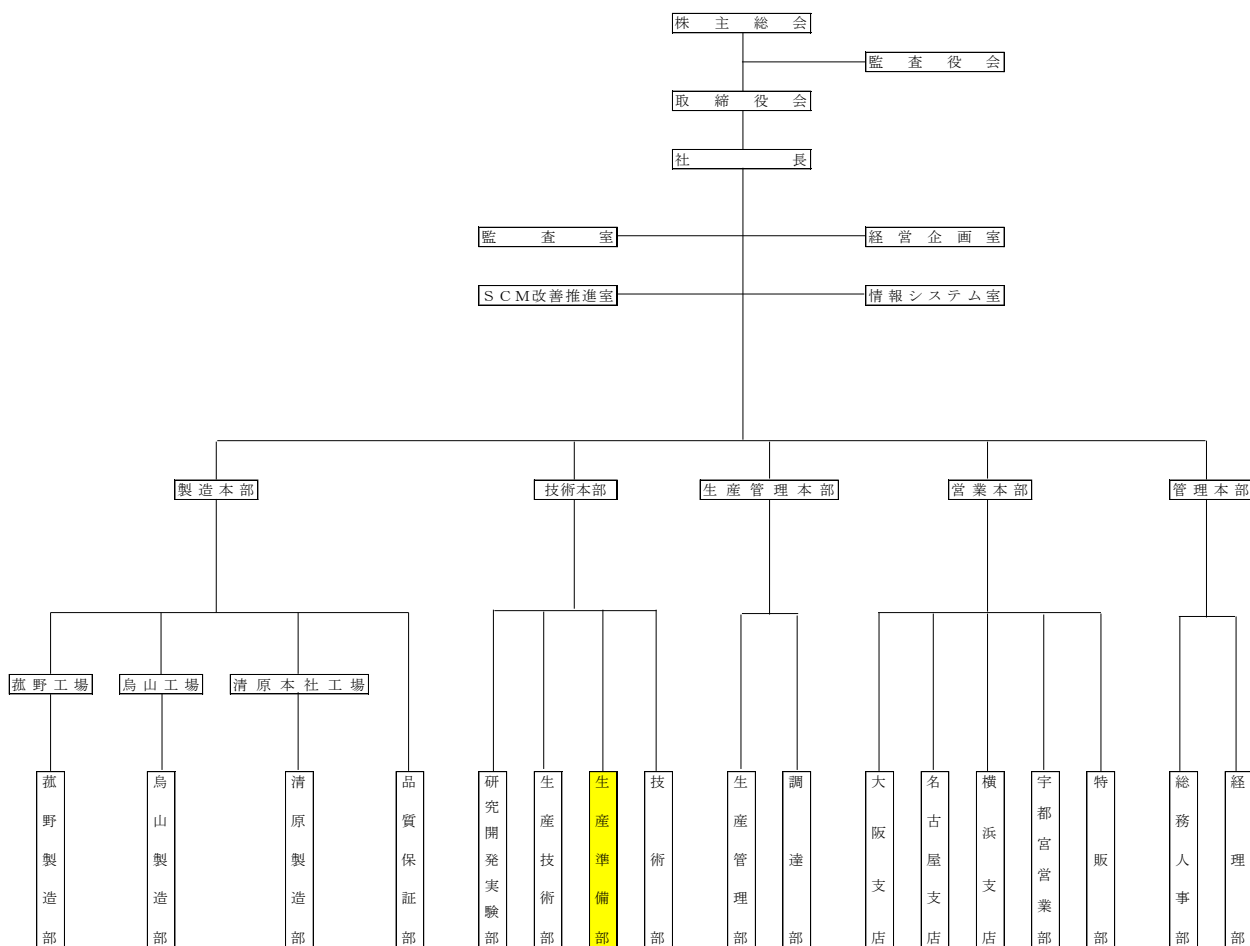 株主総会
監査役会
取締役会
社長
監査室
経営企画室
SCM改善推進室
情報システム室
製造本部
技術本部
生産管理本部
営業本部
管理本部
菰野工場
烏山工場
清原本社工場
菰野製造部
烏山製造部
清原製造部
品質保証部
研究開発実験部
生産技術部
生産準備部
技術部
生産管理部
調達部
大阪支店
名古屋支店
横浜支店
宇都宮営業部
特販部
総務人事部
経理部